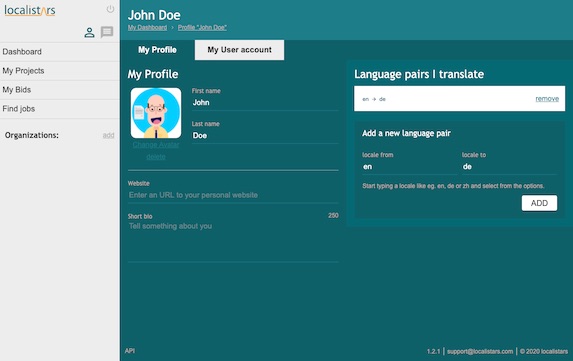 localistars
Dashboard
My Projects
My Bids
Find jobs
Organizations: add
John Doe
My Dashboard › Profile "John Doe"
My Profile My User account
My Profile
First name
John
Last name
Doe
Change Avatar
delete
Website
Enter an URL to your personal website
Short bio 250
Tell something about you
Language pairs I translate
en → de remove
Add a new language pair
locale from locale to
en de
Start typing a locale like eg. en, de or zh and select from the options.
ADD
API
1.2.1 | support@localistars.com | © 2020 localistars